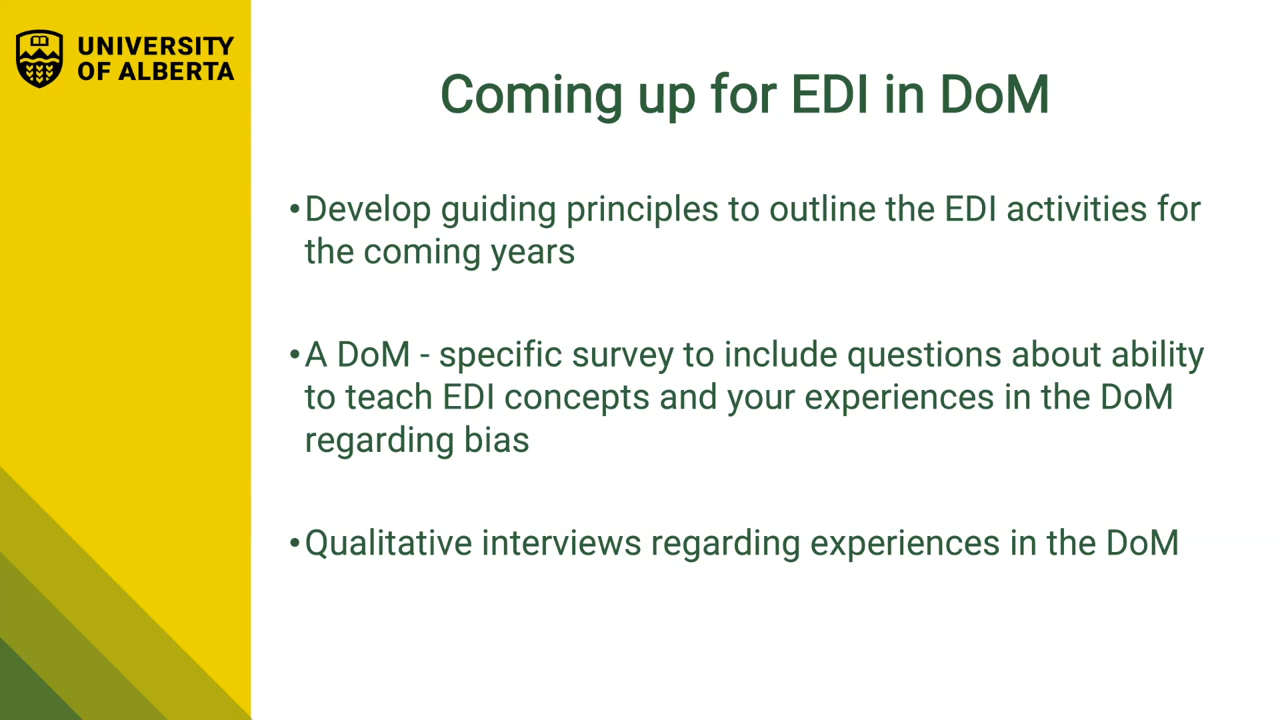 UNIVERSITY
OF ALBERTA
Coming up for EDI in DoM
•Develop guiding principles to outline the EDI activities for
the coming years
•A DoM - specific survey to include questions about ability
to teach EDI concepts and your experiences in the DoM
regarding bias
•Qualitative interviews regarding experiences in the DoM